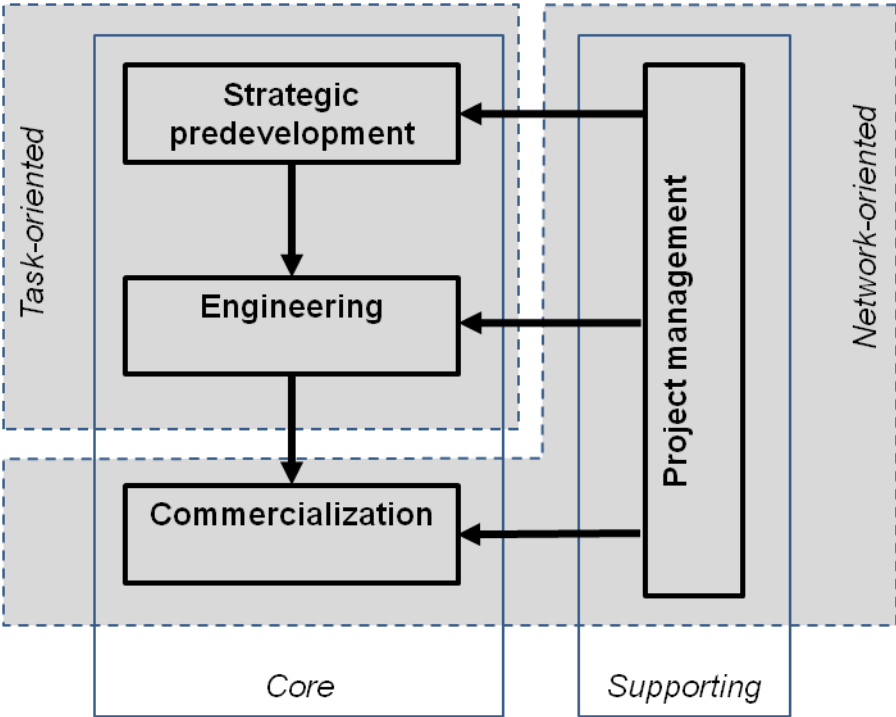 Strategic
predevelopment
Task-oriented
Network-oriented
Project management
Engineering
Commercialization
Core
Supporting